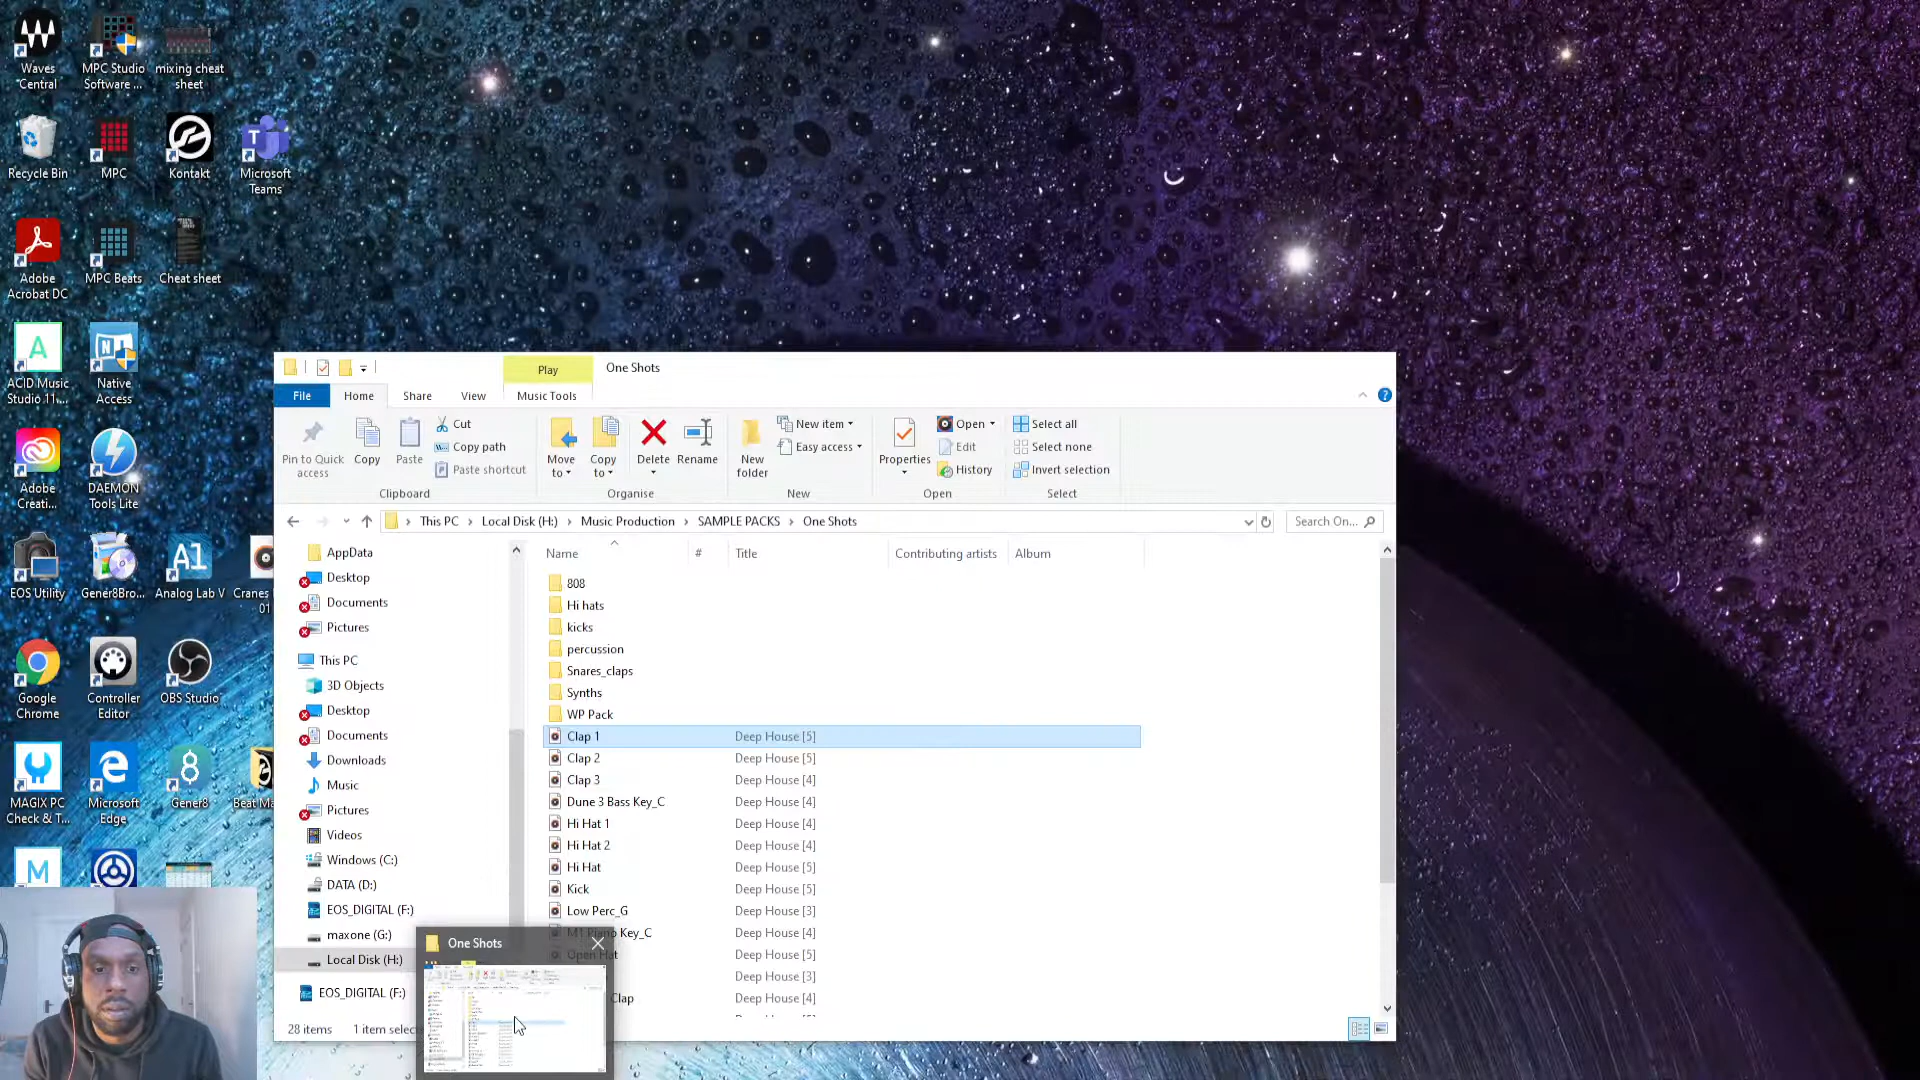 Waves
Central
MPC Studio
Software ...
mixing cheat
sheet
Recycle Bin
MPC
Kontakt
Microsoft
Teams
Adobe
Acrobat DC
MPC Beats
Cheat sheet
ACID Music
Studio 11...
Native
Access
Adobe
Creati...
DAEMON
Tools Lite
EOS Utility
Gener8Bro...
Analog Lab V
Cranes
01
Google
Chrome
Controller
Editor
OBS Studio
MAGIX PC
Check & T...
Microsoft
Edge
Gener8
Beat Ma
Play
One Shots
File
Home
Share
View
Music Tools
Pin to Quick
access
Copy
Paste
Cut
Copy path
Paste shortcut
Clipboard
Move
to
Copy
to
Delete
Rename
Organise
New
folder
New item
Easy access
New
Properties
Open
Edit
History
Open
Select all
Select none
Invert selection
Select
This PC > Local Disk (H:) > Music Production > SAMPLE PACKS > One Shots
Search On...
AppData
Desktop
Documents
Pictures
This PC
3D Objects
Desktop
Documents
Downloads
Music
Pictures
Videos
Windows (C:)
DATA (D:)
EOS_DIGITAL (F:)
maxone (G:)
Local Disk (H:)
EOS_DIGITAL (F:)
Name # Title Contributing artists Album
808
Hi hats
kicks
percussion
Snares_claps
Synths
WP Pack
Clap 1 Deep House [5]
Clap 2 Deep House [5]
Clap 3 Deep House [4]
Dune 3 Bass Key_C Deep House [4]
Hi Hat 1 Deep House [4]
Hi Hat 2 Deep House [4]
Hi Hat Deep House [5]
Kick Deep House [5]
Low Perc_G Deep House [3]
M1 Piano Key_C Deep House [4]
Open Hat Deep House [5]
Deep House [3]
Clap Deep House [4]
28 items 1 item selec
One Shots